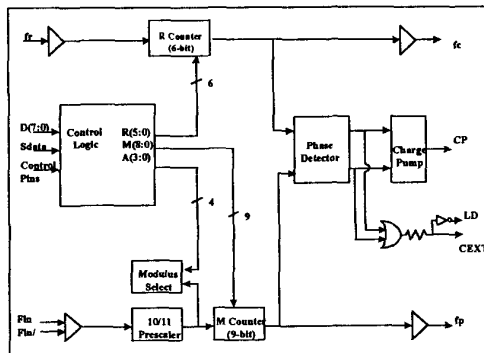 fr
R Counter
(6-bit)
fc
6
D(7:0)
Sdata
Control
Pins
Control
Logic
R(5:0)
M(8:0)
A(3:0)
Phase
Detector
Charge
Pump
CP
4
9
LD
CEXT
Modulus
Select
Fin
Fin/
10/11
Prescaler
M Counter
(9-bit)
fp